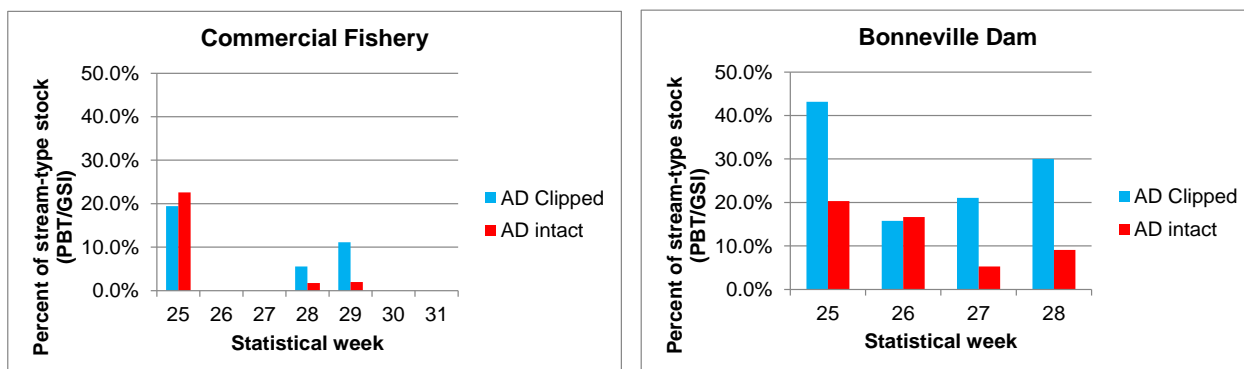 Commercial Fishery
Percent of stream-type stock
(PBT/GSI)
50.0%
40.0%
30.0%
20.0%
10.0%
0.0%
25 26 27 28 29 30 31
Statistical week
AD Clipped
AD intact
Bonneville Dam
Percent of stream-type stock
(PBT/GSI)
50.0%
40.0%
30.0%
20.0%
10.0%
0.0%
25 26 27 28
Statistical week
AD Clipped
AD intact